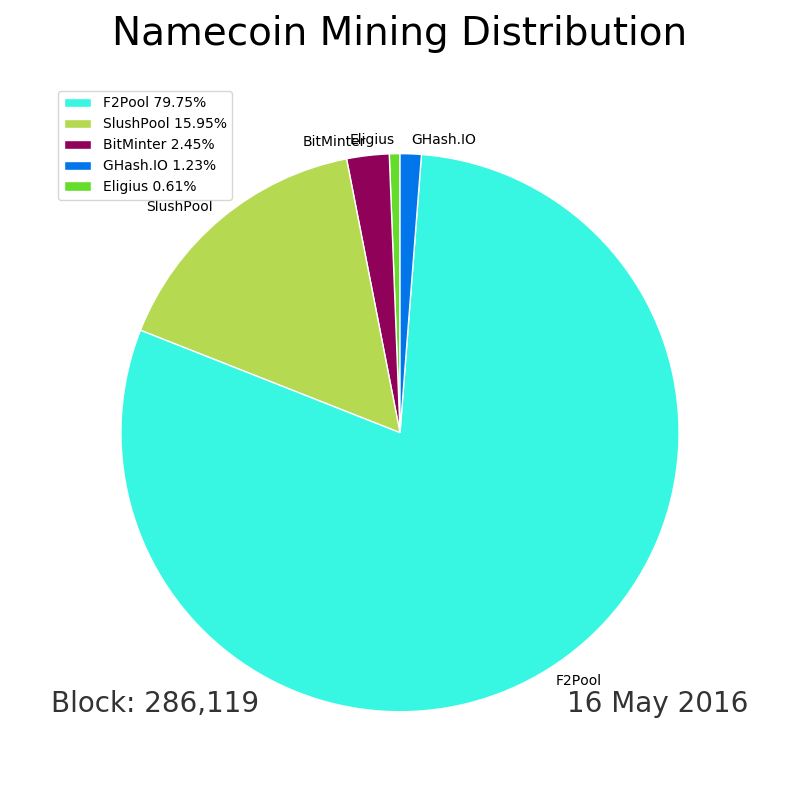 Namecoin Mining Distribution
F2Pool 79.75%
SlushPool 15.95%
BitMinter 2.45%
GHash.IO 1.23%
Eligius 0.61%
BitMinter
Eligius
GHash.IO
SlushPool
F2Pool
Block: 286,119
16 May 2016